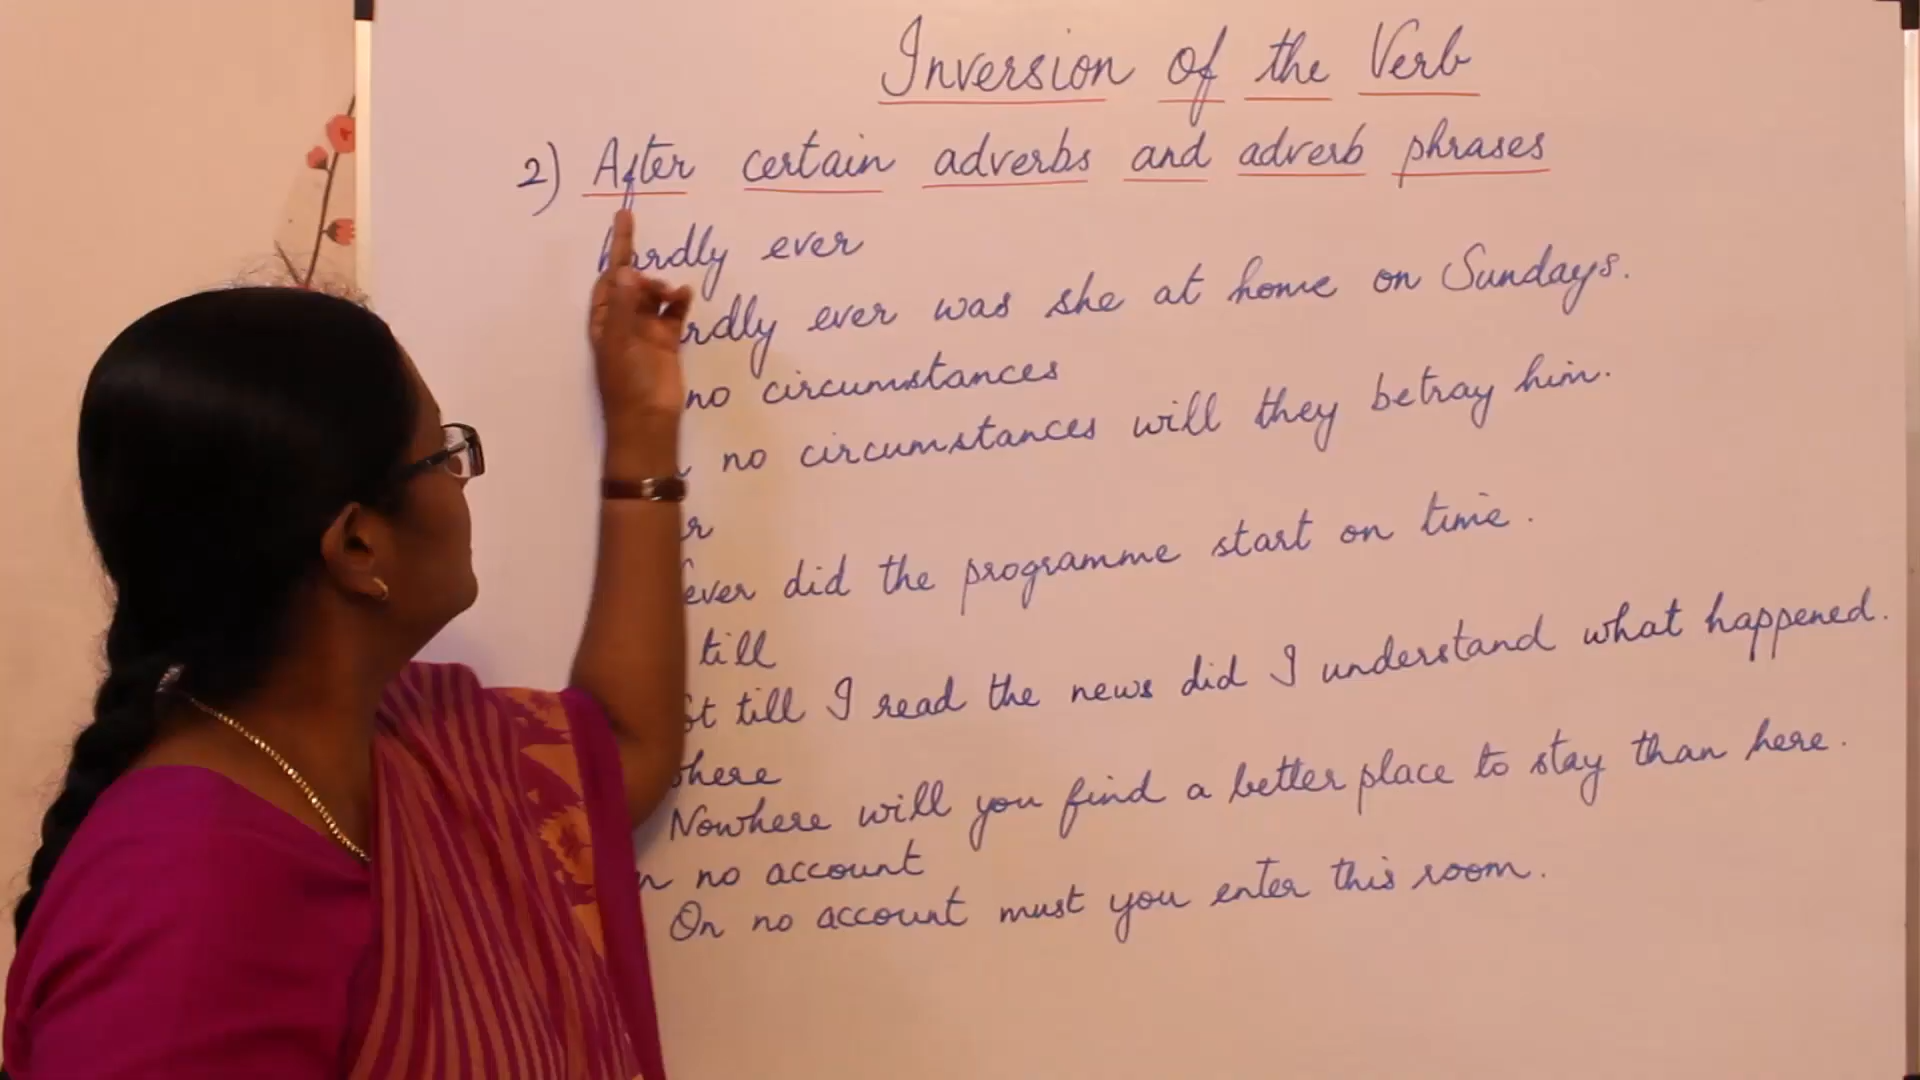 Inversion of the Verb
2) After certain adverbs and adverb phrases
hardly ever
ever was she at home on Sundays.
no circumstances
no circumstances will they betray him.
did the programme start on time.
till
till I read the news did I understand what happened.
Nowhere will you find a better place to stay than here.
no account
On no account must you enter this room.